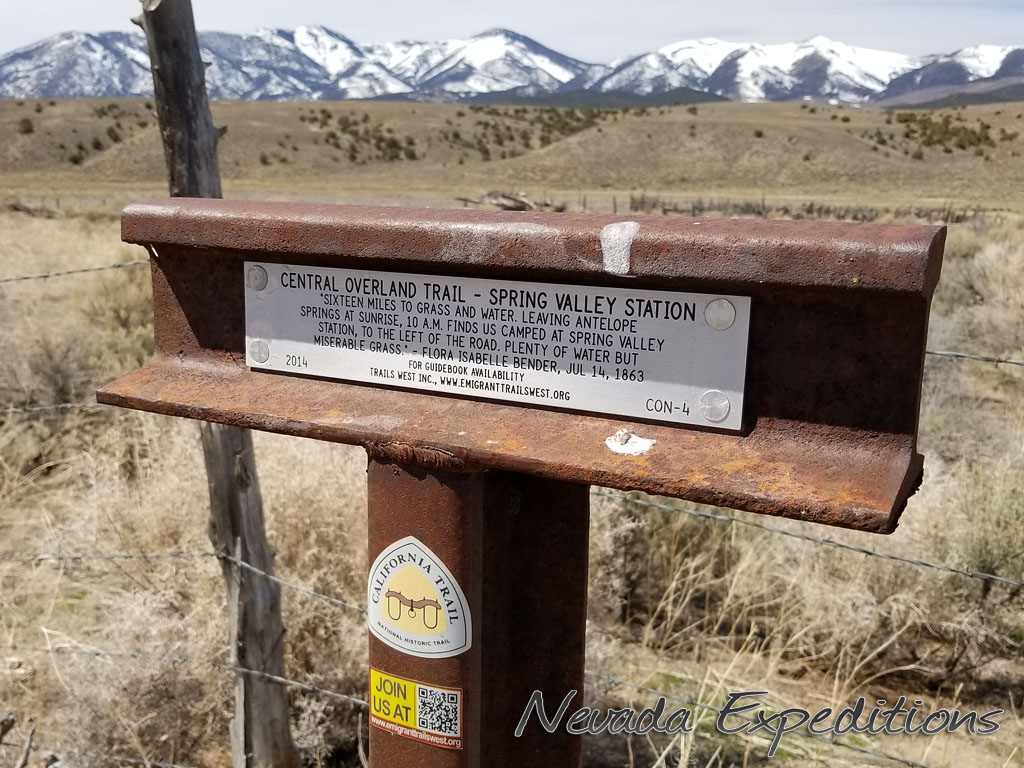 CENTRAL OVERLAND TRAIL - SPRING VALLEY STATION
"SIXTEEN MILES TO GRASS AND WATER. LEAVING ANTELOPE
SPRINGS AT SUNRISE, 10 A.M. FINDS US CAMPED AT SPRING VALLEY
STATION, TO THE LEFT OF THE ROAD. PLENTY OF WATER BUT
MISERABLE GRASS." - FLORA ISABELLE BENDER, JUL 14, 1863
FOR GUIDEBOOK AVAILABILITY
2014
TRAILS WEST INC., WWW.EMIGRANTTRAILSWEST.ORG
CON-4
CALIFORNIA TRAIL
NATIONAL HISTORIC TRAIL
JOIN
US AT
www.emigranttrailswest.org
Nevada Expeditions